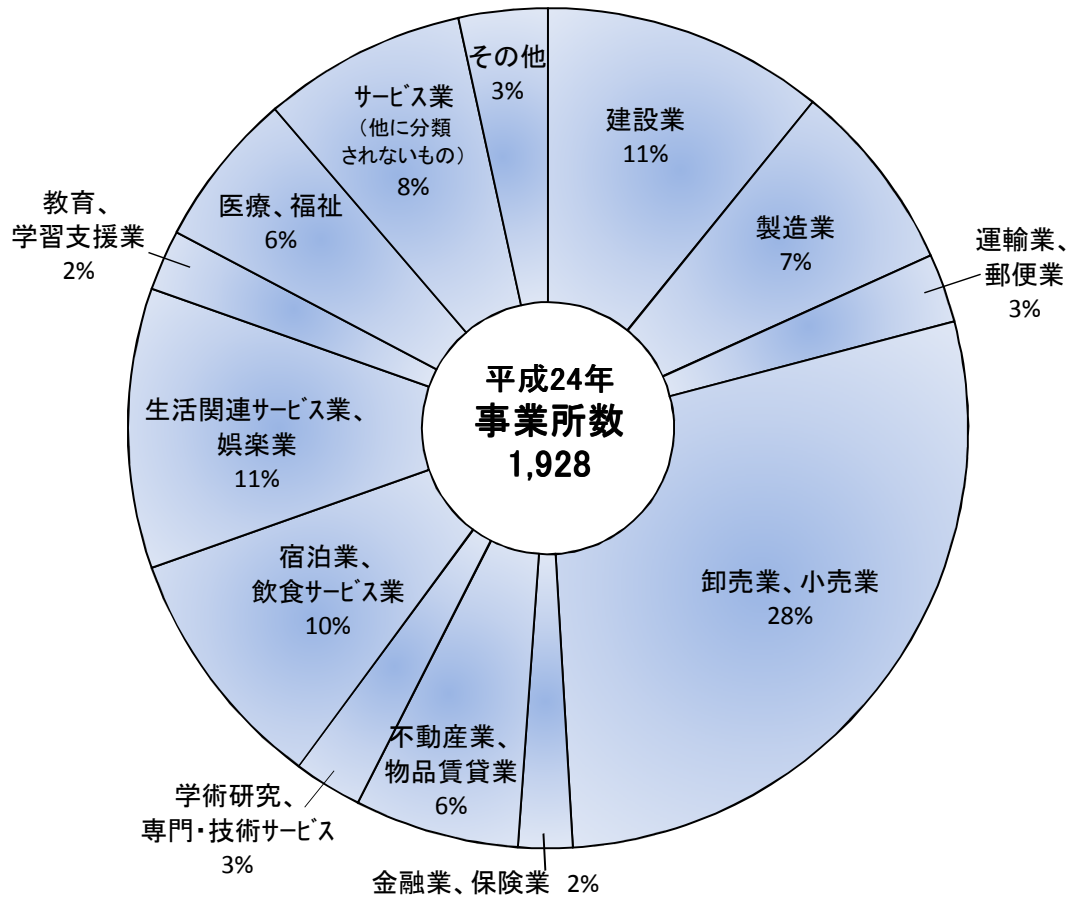 平成24年
事業所数
1,928
建設業
11%
製造業
7%
運輸業、
郵便業
3%
卸売業、小売業
28%
金融業、保険業 2%
不動産業、
物品賃貸業
6%
学術研究、
専門・技術サービス
3%
宿泊業、
飲食サービス業
10%
生活関連サービス業、
娯楽業
11%
教育、
学習支援業
2%
医療、福祉
6%
サービス業
（他に分類
されないもの）
8%
その他
3%